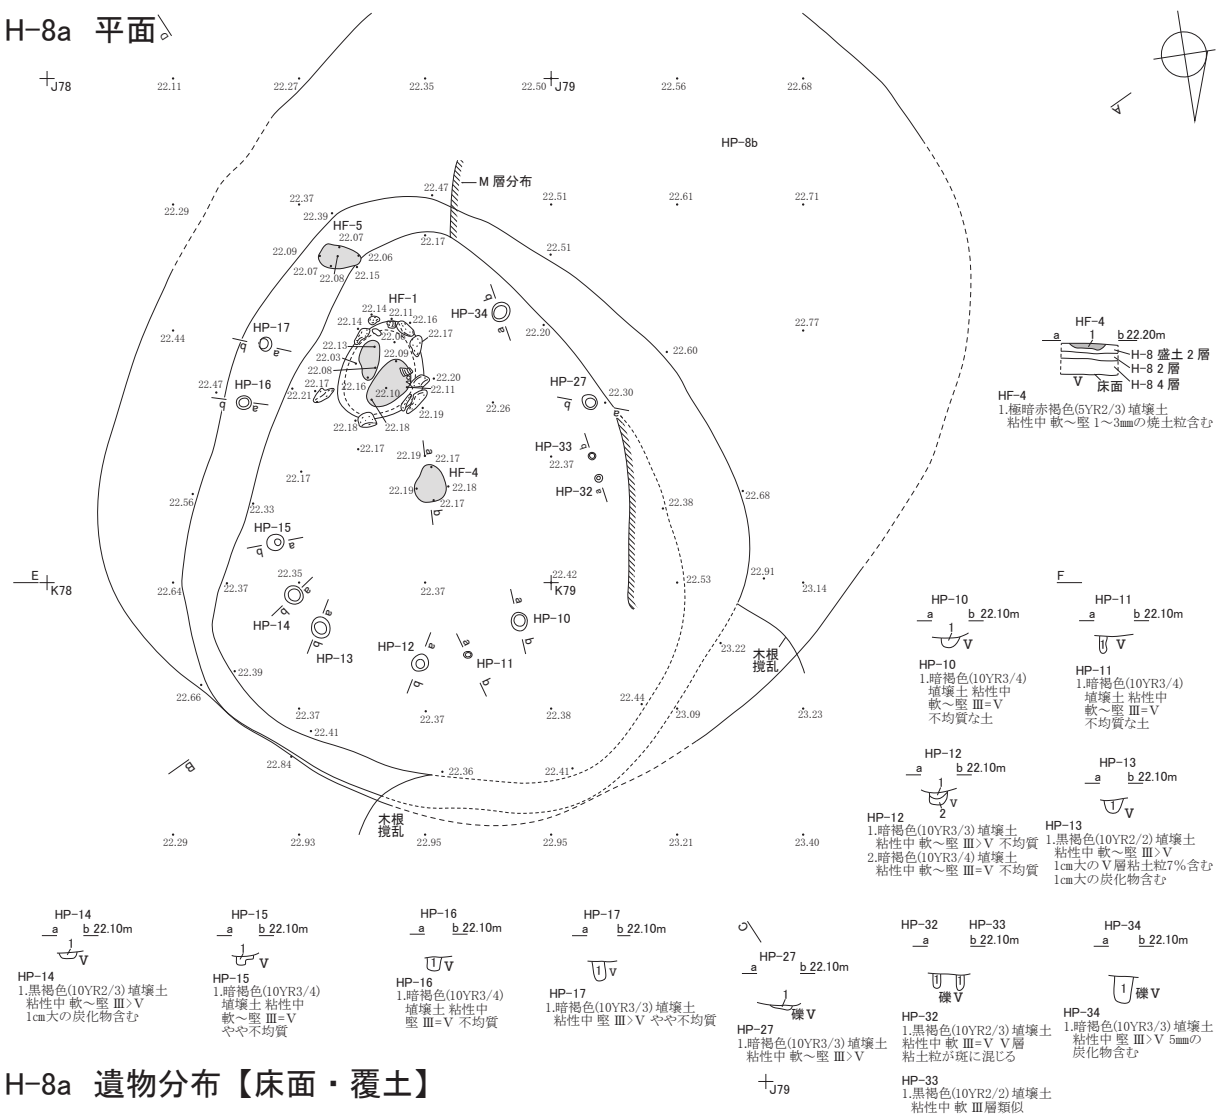 H-8a 平面
J78
22.11
22.27
22.35
22.50
J79
22.56
22.68
A
HP-8b
M 層分布
22.47
22.37
22.39
22.29
22.51
22.61
22.71
HF-5
22.07
22.09
22.06
22.17
22.51
22.07
22.08
22.15
HF-1
22.14
22.11
22.16
HP-34
b
a
22.14
22.17
22.20
22.77
22.44
HP-17
b
a
22.13
22.06
22.03
22.09
22.60
22.08
22.20
22.47
HP-16
b
a
22.17
22.21
22.16
22.10
22.11
HP-27
b
a
22.30
22.26
22.19
22.18
22.18
22.17
HP-33
b
22.37
22.19
a
22.17
HF-4
22.19
22.18
22.17
b
HP-32
a
22.17
22.56
22.33
22.38
22.68
HP-15
b
a
E
K78
22.64
22.37
22.35
a
b
HP-14
22.37
22.42
K79
22.53
22.91
23.14
F
a
b
HP-13
HP-12
a
b
a
HP-11
b
a
HP-10
b
22.39
22.66
23.22
木根
撹乱
22.37
22.41
22.37
22.38
22.44
23.09
23.23
B
22.84
22.36
22.41
木根
撹乱
22.29
22.93
22.95
22.95
23.21
23.40
HF-4
a 1 b 22.20m
H-8 盛土 2 層
H-8 2 層
H-8 4 層
V 床面
HF-4
1.極暗赤褐色(5YR2/3)埴壌土
粘性中 軟～堅 1～3㎜の焼土粒含む
HP-10
a b 22.10m
1
V
HP-10
1.暗褐色(10YR3/4)
埴壌土 粘性中
軟～堅 Ⅲ=V
不均質な土
HP-11
a b 22.10m
1 V
HP-11
1.暗褐色(10YR3/4)
埴壌土 粘性中
軟～堅 Ⅲ=V
不均質な土
HP-12
a b 22.10m
1
V
2
HP-12
1.暗褐色(10YR3/3)埴壌土
粘性中 軟～堅 Ⅲ>V 不均質
2.暗褐色(10YR3/4)埴壌土
粘性中 軟～堅 Ⅲ=V 不均質
HP-13
a b 22.10m
1 V
HP-13
1.黒褐色(10YR2/2)埴壌土
粘性中 軟～堅 Ⅲ>V
1㎝大のV層粘土粒7%含む
1㎝大の炭化物含む
HP-14
a b 22.10m
1
V
HP-14
1.黒褐色(10YR2/3)埴壌土
粘性中 軟～堅 Ⅲ>V
1㎝大の炭化物含む
HP-15
a b 22.10m
1
V
HP-15
1.暗褐色(10YR3/4)
埴壌土 粘性中
軟～堅 Ⅲ=V
やや不均質
HP-16
a b 22.10m
1 V
HP-16
1.暗褐色(10YR3/4)
埴壌土 粘性中
堅 Ⅲ=V 不均質
HP-17
a b 22.10m
1 V
HP-17
1.暗褐色(10YR3/3)埴壌土
粘性中 堅 Ⅲ>V やや不均質
C
HP-27
a b 22.10m
1
礫 V
HP-27
1.暗褐色(10YR3/3)埴壌土
粘性中 軟～堅 Ⅲ>V
HP-32 HP-33
a b 22.10m
1 1
礫 V
HP-32
1.黒褐色(10YR2/3)埴壌土
粘性中 軟 Ⅲ=V V層
粘土粒が斑に混じる
HP-33
1.黒褐色(10YR2/2)埴壌土
粘性中 軟 Ⅲ層類似
HP-34
a b 22.10m
1 礫 V
HP-34
1.暗褐色(10YR3/3)埴壌土
粘性中 堅 Ⅲ>V 5㎜の
炭化物含む
J79
H-8a 遺物分布【床面・覆土】